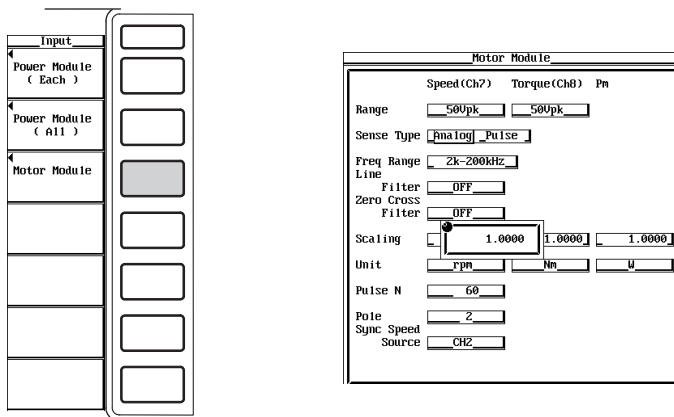 Input
Power Module
( Each )
Power Module
( All )
Motor Module
Motor Module
Speed(Ch7) Torque(Ch8) Pm
Range 50Vpk 50Vpk
Sense Type Analog Pulse
Freq Range 2k-200kHz
Line
Filter OFF
Zero Cross
Filter OFF
Scaling 1.0000 1.0000 1.0000
Unit rpm Nm W
Pulse N 60
Pole 2
Sync Speed
Source CH2